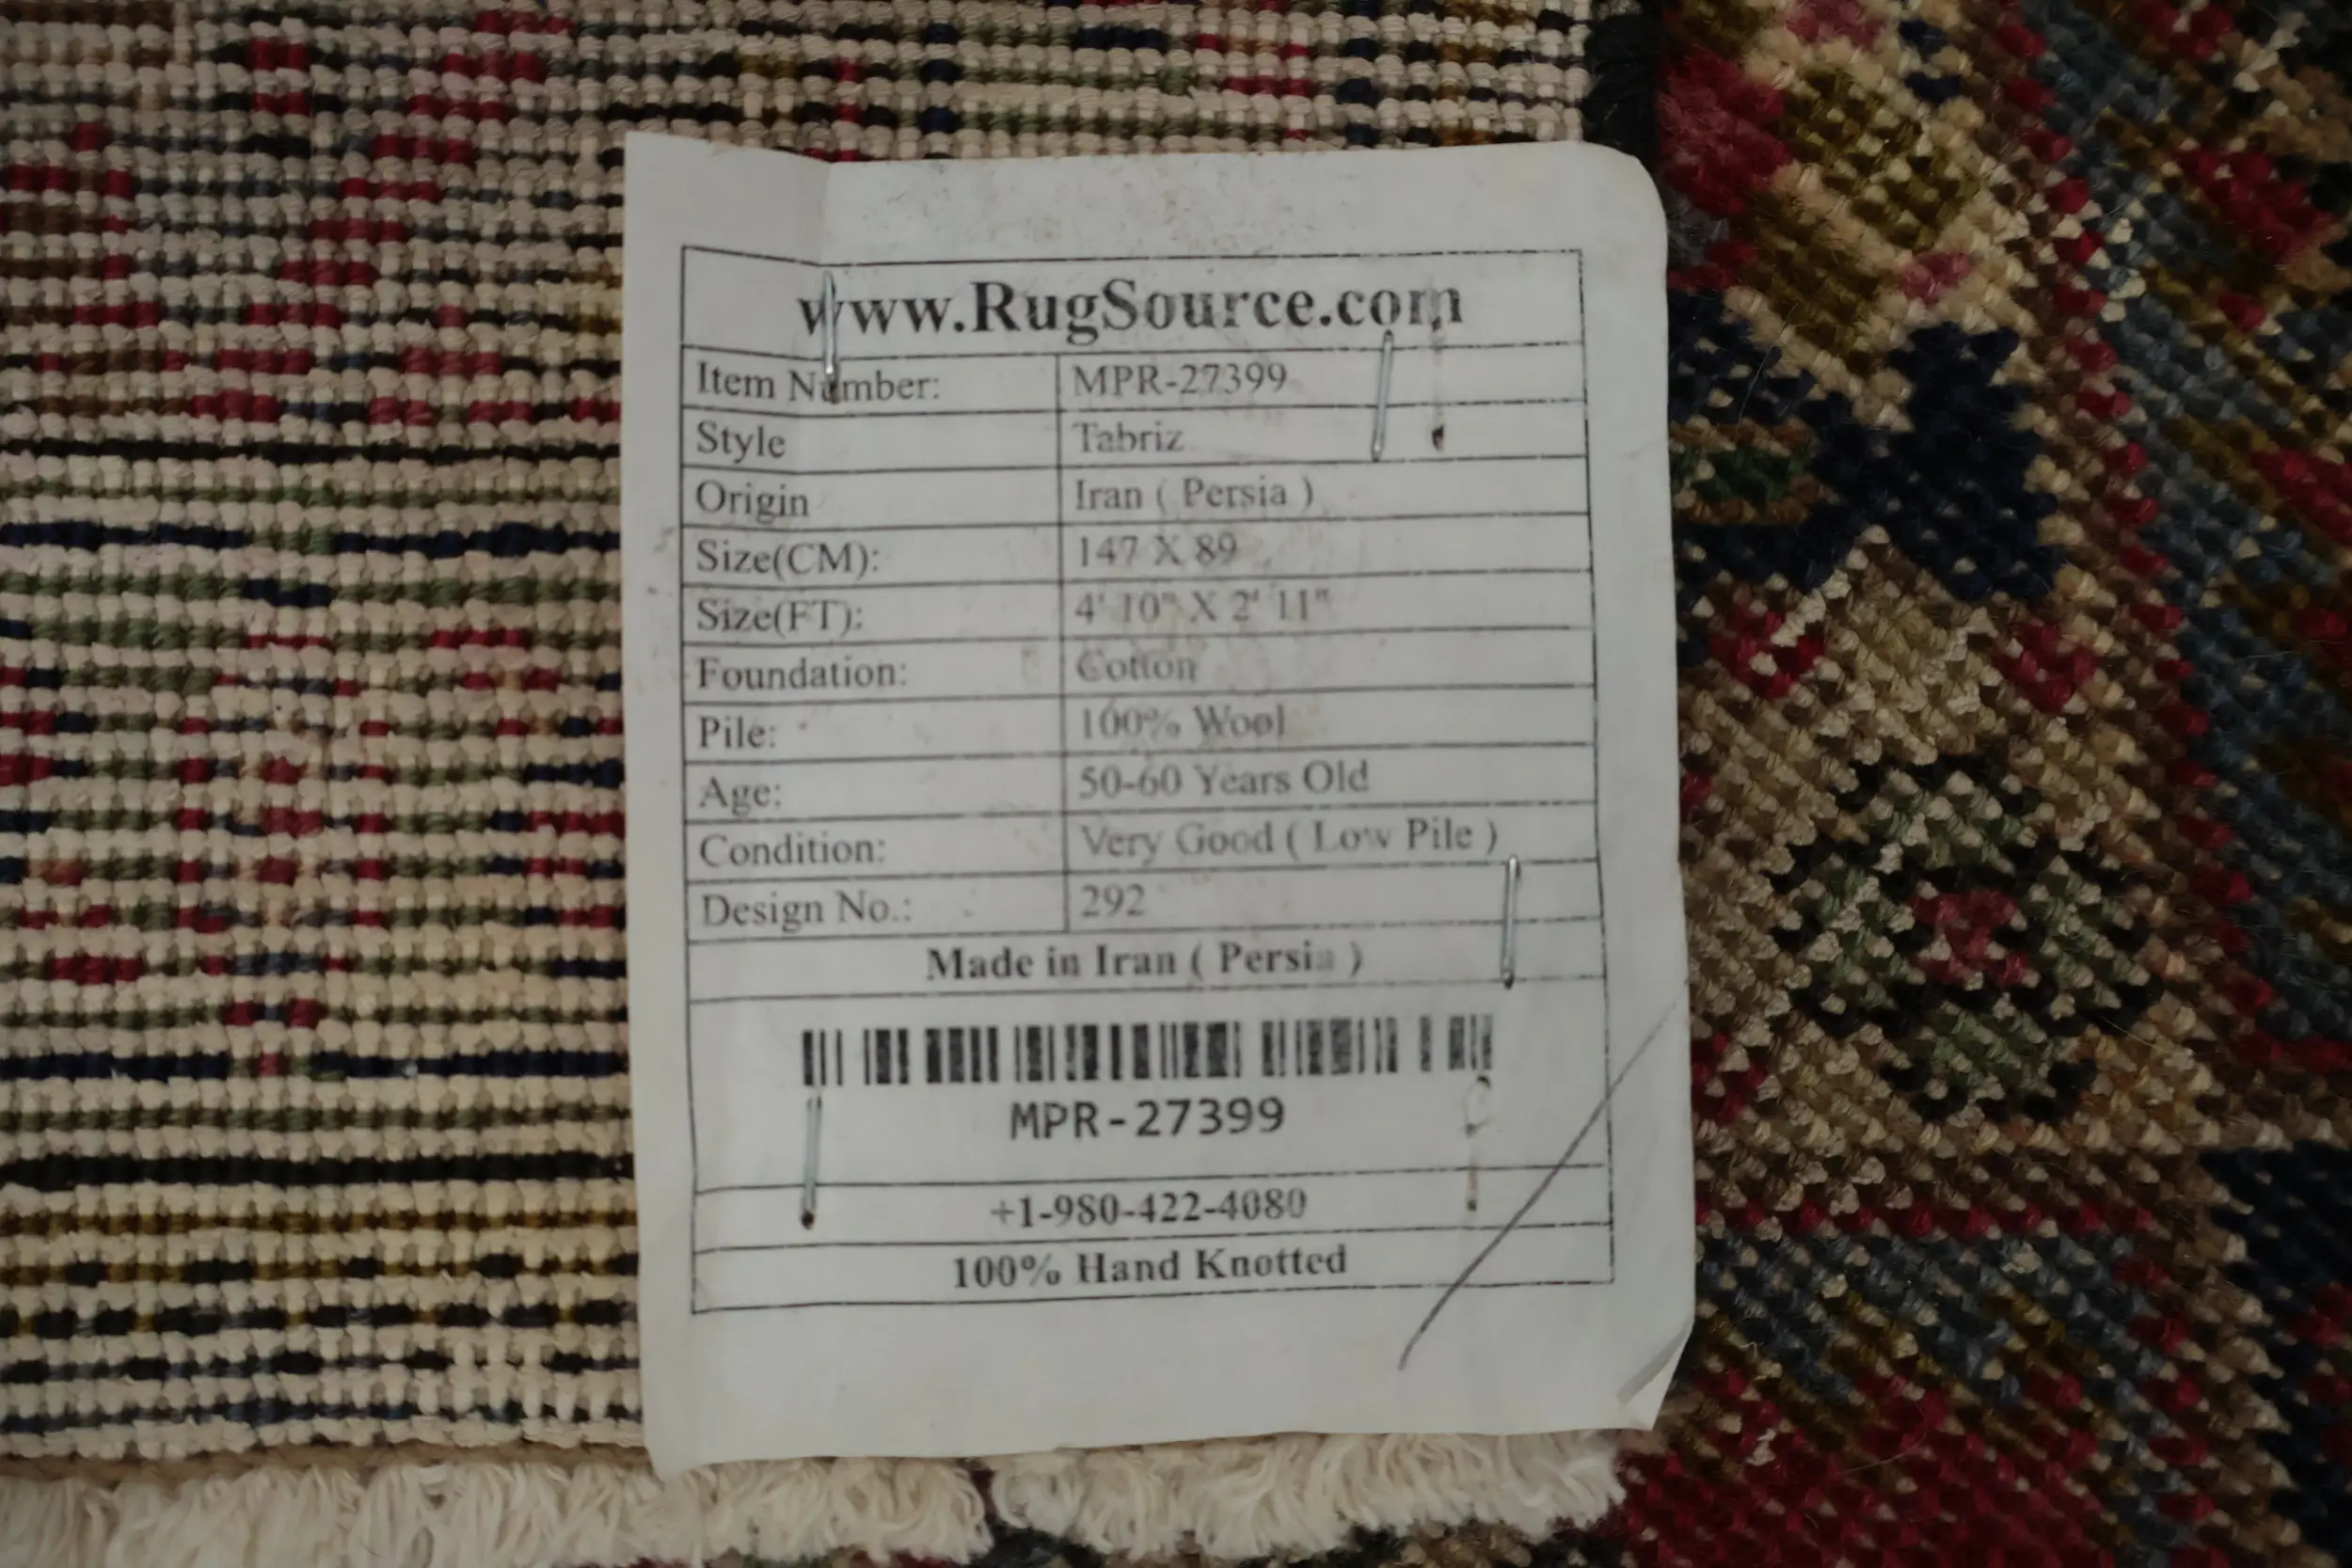 www.RugSource.com
Item Number: MPR-27399
Style Tabriz
Origin Iran ( Persia )
Size(CM): 147 X 89
Size(FT): 4' 10" X 2' 11"
Foundation: Cotton
Pile: 100% Wool
Age: 50-60 Years Old
Condition: Very Good ( Low Pile )
Design No.: 292
Made in Iran ( Persia )
MPR-27399
+1-980-422-4080
100% Hand Knotted